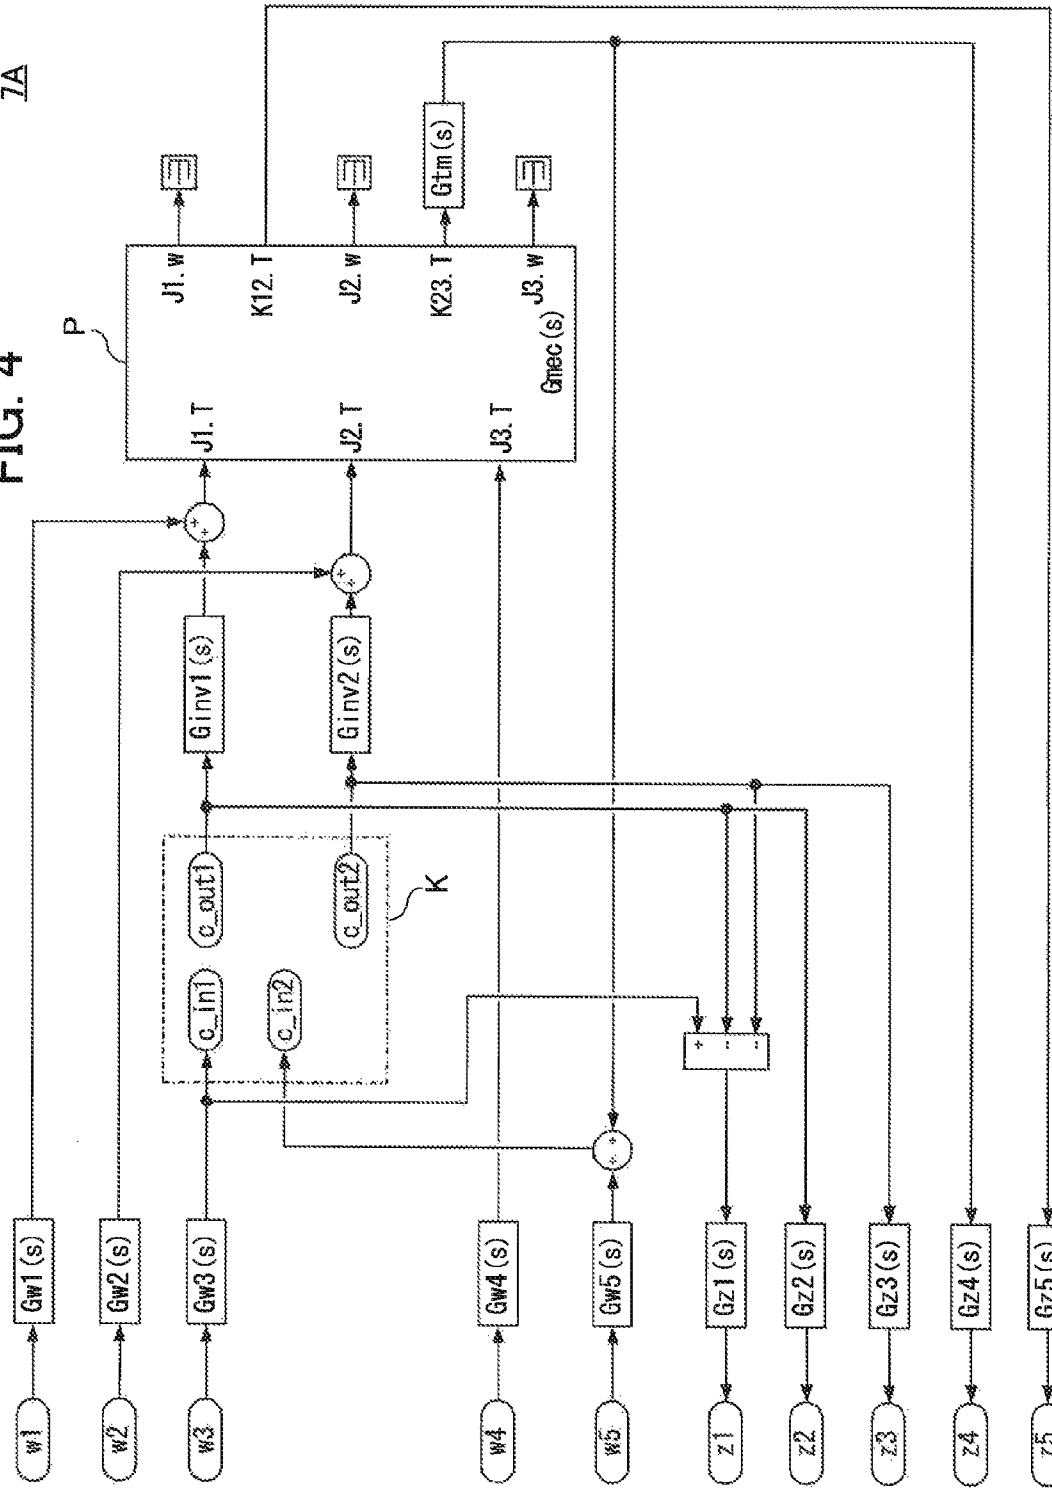 FIG. 4
7A
w1
Gw1(s)
w2
Gw2(s)
w3
Gw3(s)
c_in1
c_out1
Ginv1(s)
+
+
J1.T
J1.w
P
K12.T
c_in2
c_out2
Ginv2(s)
+
+
J2.T
J2.w
K
K23.T
Gtm(s)
w4
Gw4(s)
J3.T
J3.w
Gmec(s)
w5
Gw5(s)
+
+
z1
Gz1(s)
+
-
-
z2
Gz2(s)
z3
Gz3(s)
z4
Gz4(s)
z5
Gz5(s)